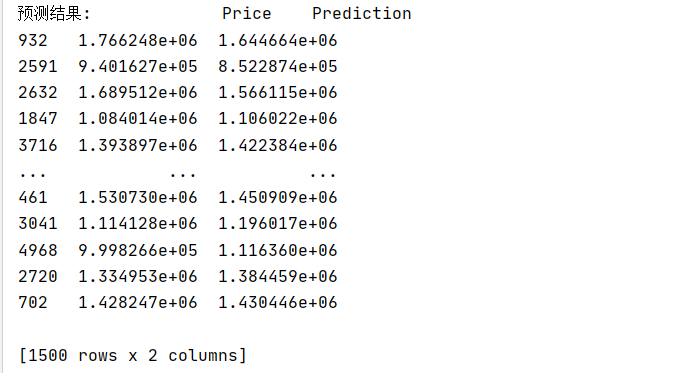 预测结果:             Price    Prediction
932   1.766248e+06  1.644664e+06
2591  9.401627e+05  8.522874e+05
2632  1.689512e+06  1.566115e+06
1847  1.084014e+06  1.106022e+06
3716  1.393897e+06  1.422384e+06
...            ...           ...
461   1.530730e+06  1.450909e+06
3041  1.114128e+06  1.196017e+06
4968  9.998266e+05  1.116360e+06
2720  1.334953e+06  1.384459e+06
702   1.428247e+06  1.430446e+06
[1500 rows x 2 columns]